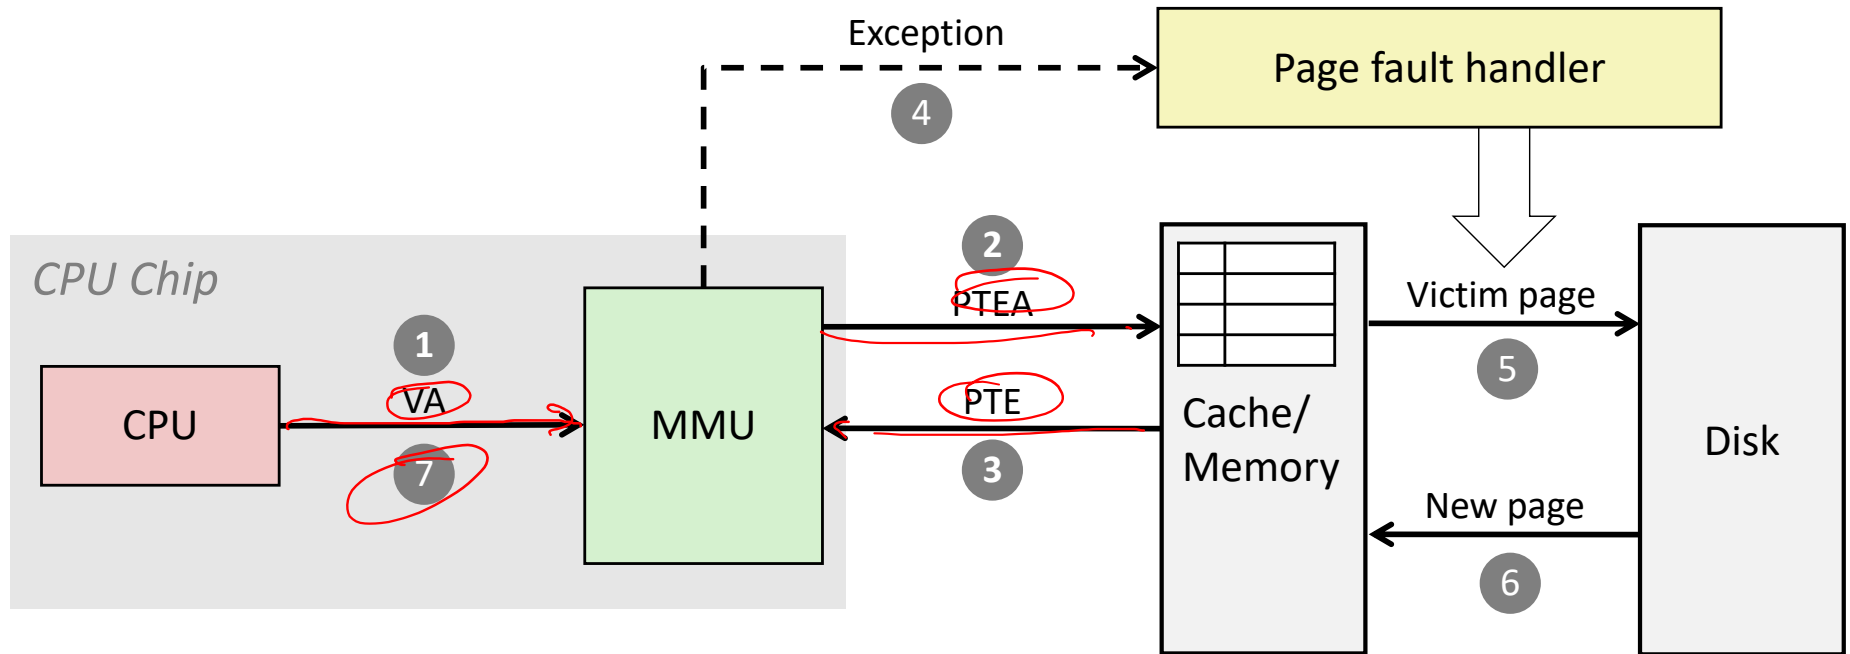 Exception
Page fault handler
4
CPU Chip
2
PTEA
1
VA
CPU
7
MMU
PTE
3
Cache/
Memory
Victim page
5
Disk
New page
6